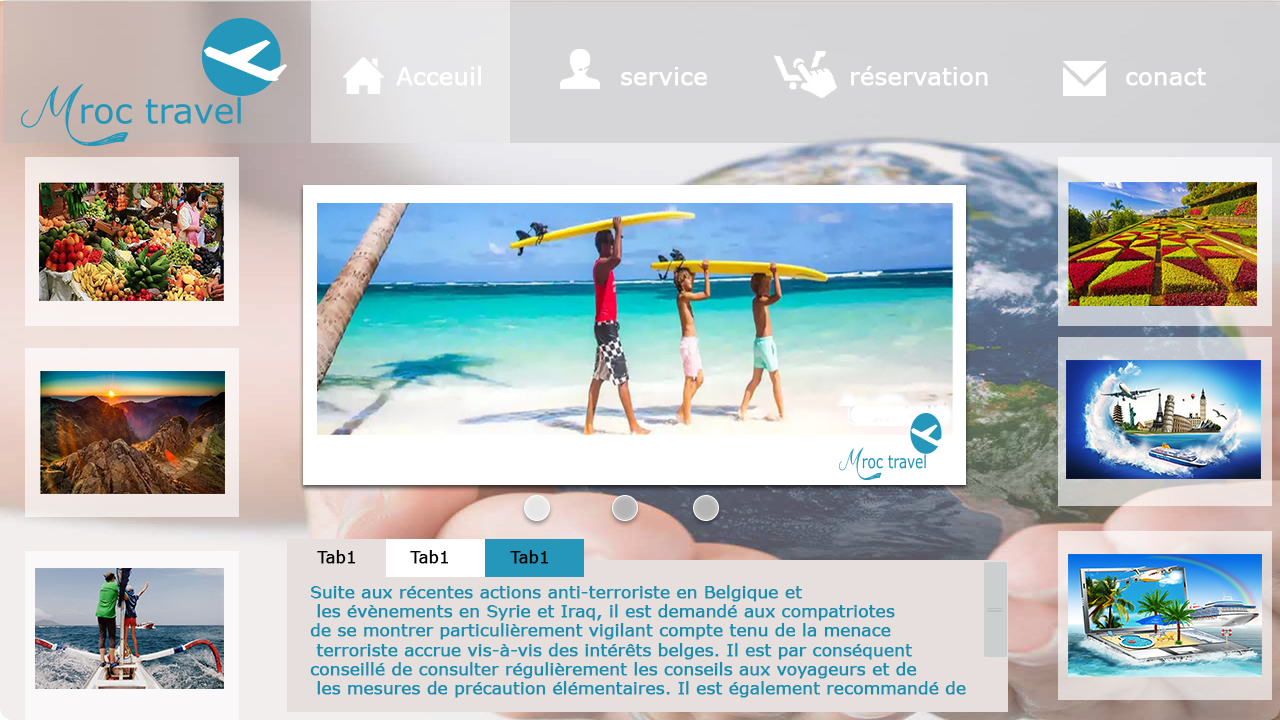 Mroc travel
Acceuil
service
réservation
conact
Mroc travel
Tab1
Tab1
Tab1
Suite aux récentes actions anti-terroriste en Belgique et
les évènements en Syrie et Iraq, il est demandé aux compatriotes
de se montrer particulièrement vigilant compte tenu de la menace
terroriste accrue vis-à-vis des intérêts belges. Il est par conséquent
conseillé de consulter régulièrement les conseils aux voyageurs et de
les mesures de précaution élémentaires. Il est également recommandé de